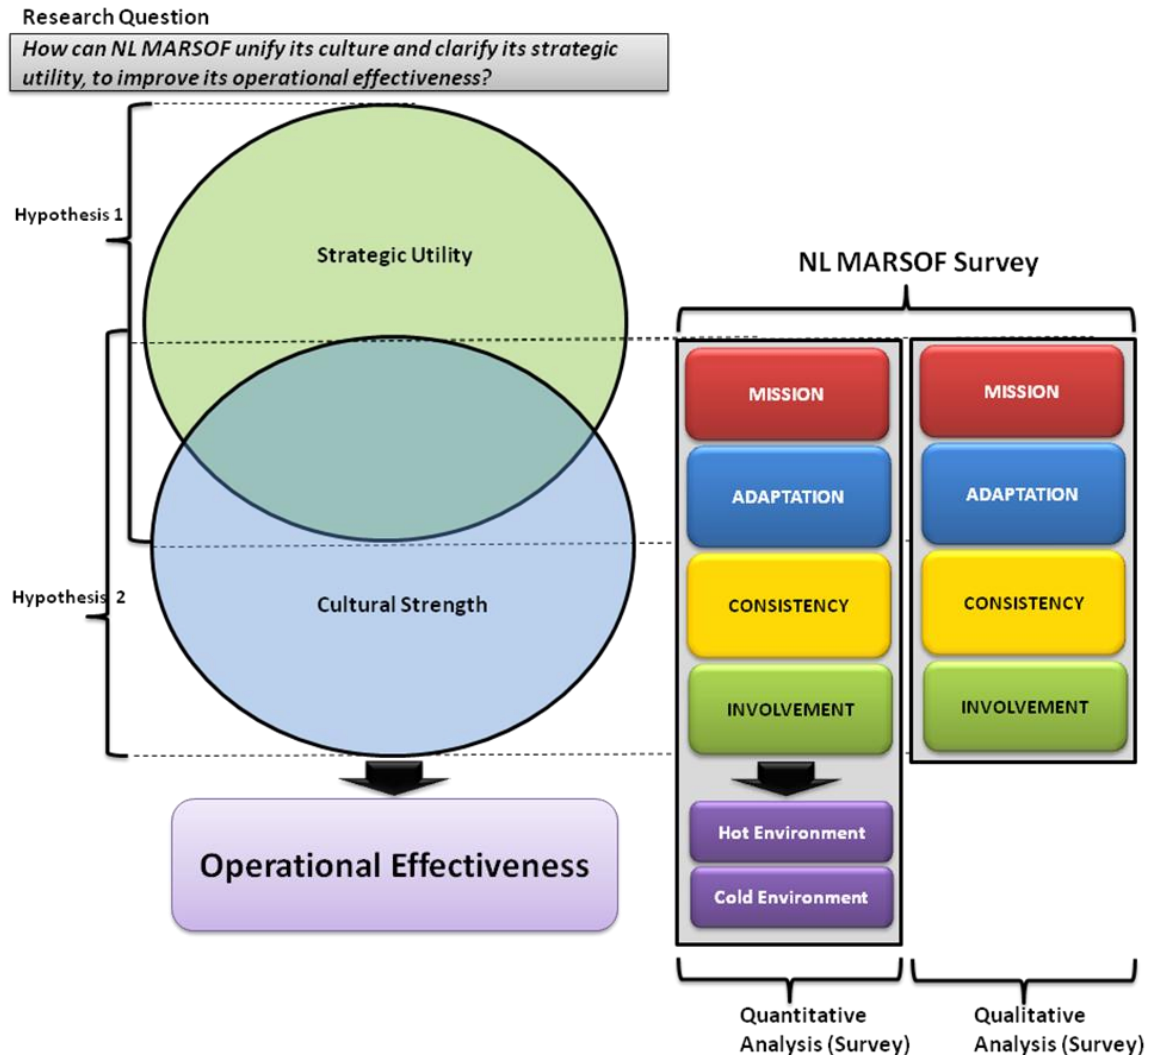 Research Question
How can NL MARSOF unify its culture and clarify its strategic
utility, to improve its operational effectiveness?
Hypothesis 1
Strategic Utility
Hypothesis 2
Cultural Strength
Operational Effectiveness
NL MARSOF Survey
MISSION
ADAPTATION
CONSISTENCY
INVOLVEMENT
Hot Environment
Cold Environment
MISSION
ADAPTATION
CONSISTENCY
INVOLVEMENT
Quantitative
Analysis (Survey)
Qualitative
Analysis (Survey)